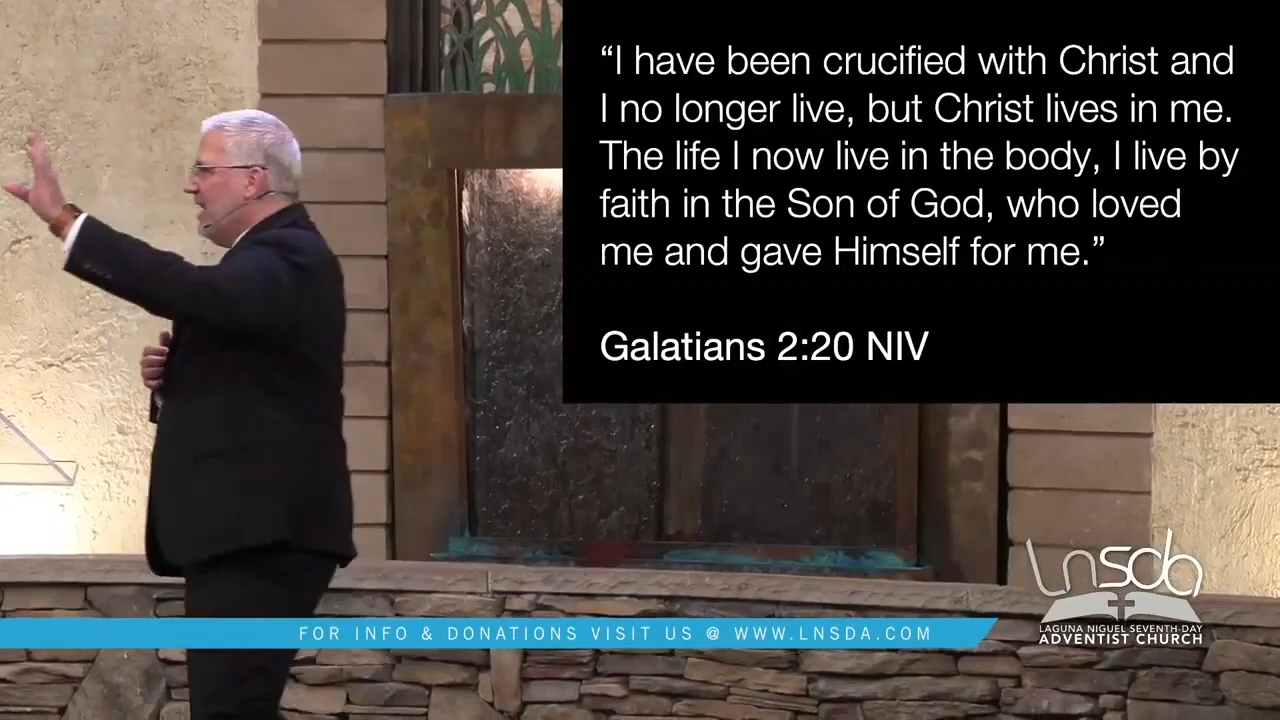 “I have been crucified with Christ and
I no longer live, but Christ lives in me.
The life I now live in the body, I live by
faith in the Son of God, who loved
me and gave Himself for me.”
Galatians 2:20 NIV
FOR INFO & DONATIONS VISIT US @ WWW.LNSDA.COM
Lnsda
LAGUNA NIGUEL SEVENTH-DAY
ADVENTIST CHURCH